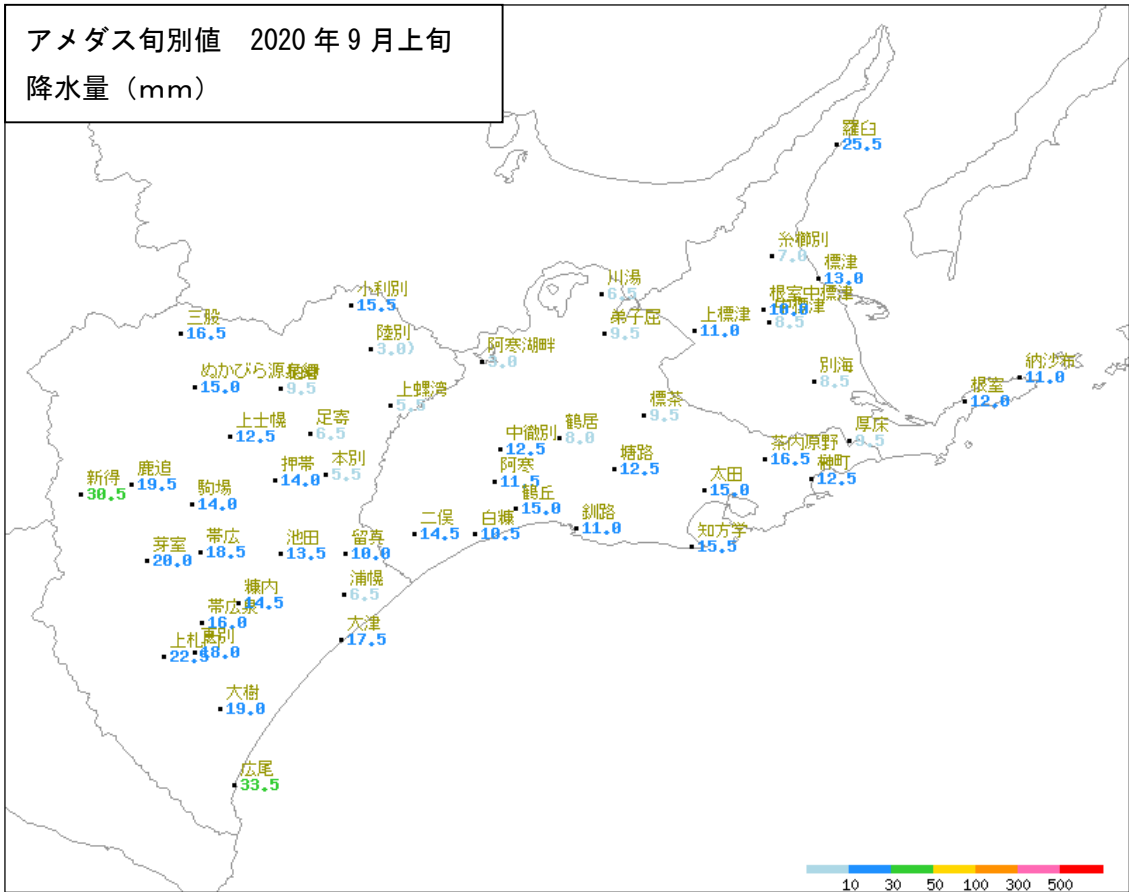 アメダス旬別値 2020年9月上旬
降水量（mm）
羅臼
25.5
糸櫛別
7.0
標津
13.0
川湯
6.5
根室中標津
10.0
8.5
小利別
15.5
上標津
11.0
弟子屈
9.5
三股
16.5
陸別
3.0)
阿寒湖畔
納沙布
11.0
ぬかびら源泉郷
15.0
9.5
別海
8.5
根室
12.0
上螺湾
標茶
9.5
足寄
6.5
上士幌
12.5
鶴居
8.0
厚床
9.5
中徹別
12.5
茶内原野
16.5
塘路
12.5
榊町
12.5
本別
5.5
押帯
14.0
鹿追
19.5
新得
30.5
阿寒
11.5
太田
15.0
駒場
14.0
鶴丘
15.0
釧路
11.0
二俣
14.5
白糠
10.5
知方学
15.5
帯広
18.5
池田
13.5
留真
10.0
芽室
20.0
浦幌
6.5
糠内
14.5
帯広泉
16.0
大津
17.5
上札
22.5
18.0
大樹
19.0
広尾
33.5
10 30 50 100 300 500